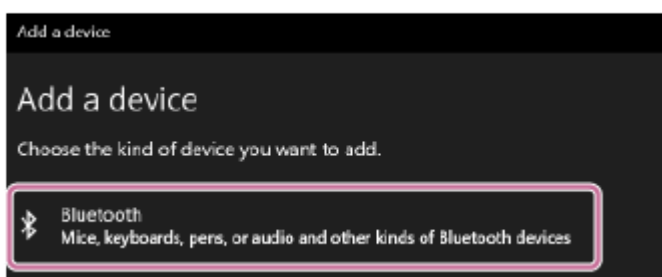 Add a device
Add a device
Choose the kind of device you want to add.
Bluetooth
Mice, keyboards, pens, or audio and other kinds of Bluetooth devices